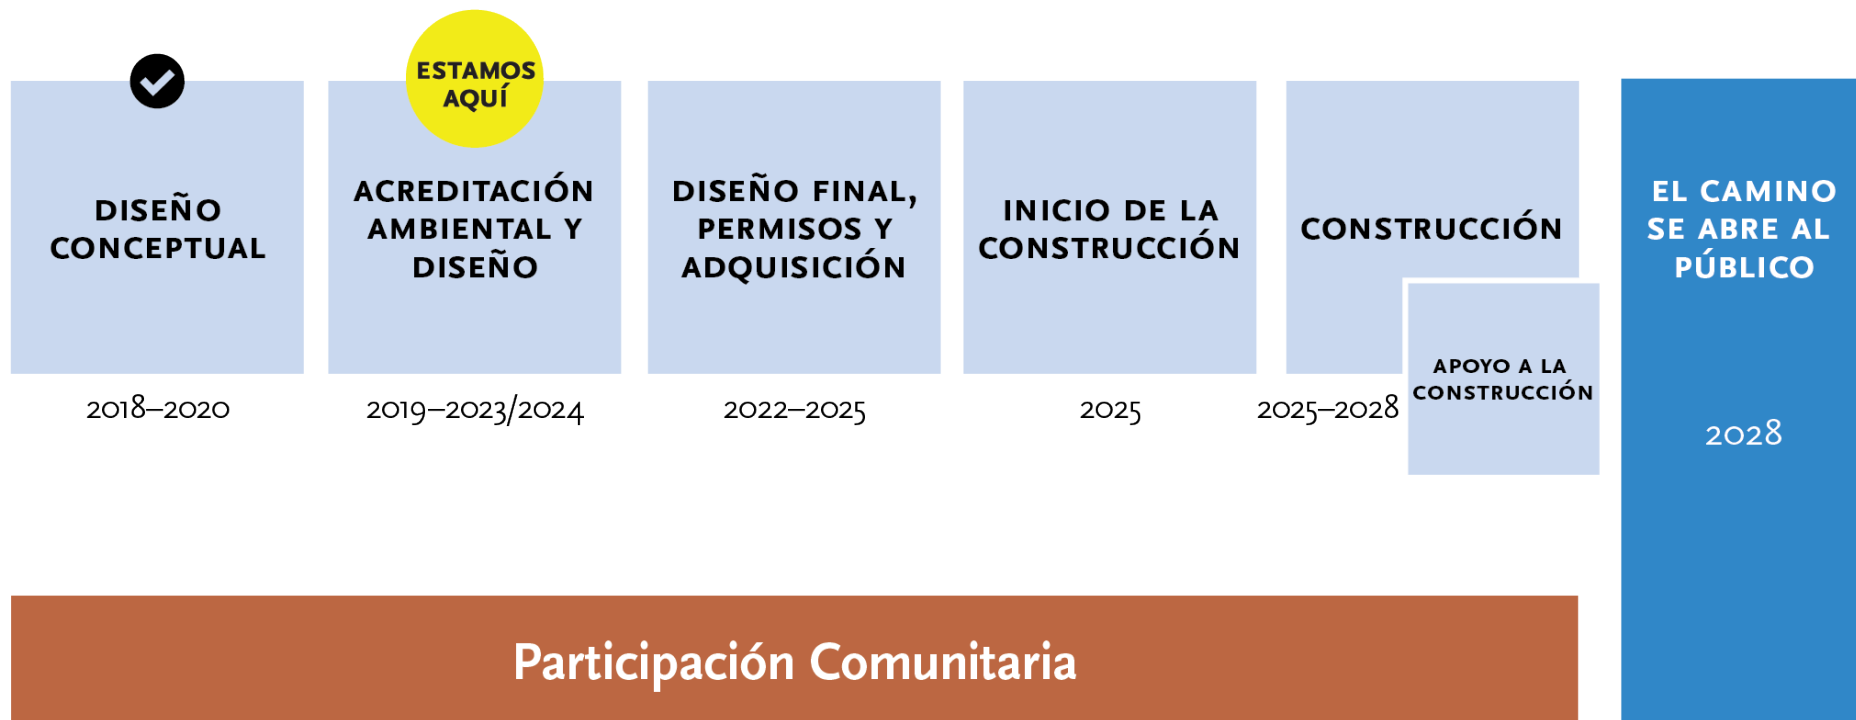 ESTAMOS
AQUÍ
DISEÑO
CONCEPTUAL
2018–2020
ACREDITACIÓN
AMBIENTAL Y
DISEÑO
2019–2023/2024
DISEÑO FINAL,
PERMISOS Y
ADQUISICIÓN
2022–2025
INICIO DE LA
CONSTRUCCIÓN
2025
CONSTRUCCIÓN
2025–2028
APOYO A LA
CONSTRUCCIÓN
EL CAMINO
SE ABRE AL
PÚBLICO
2028
Participación Comunitaria